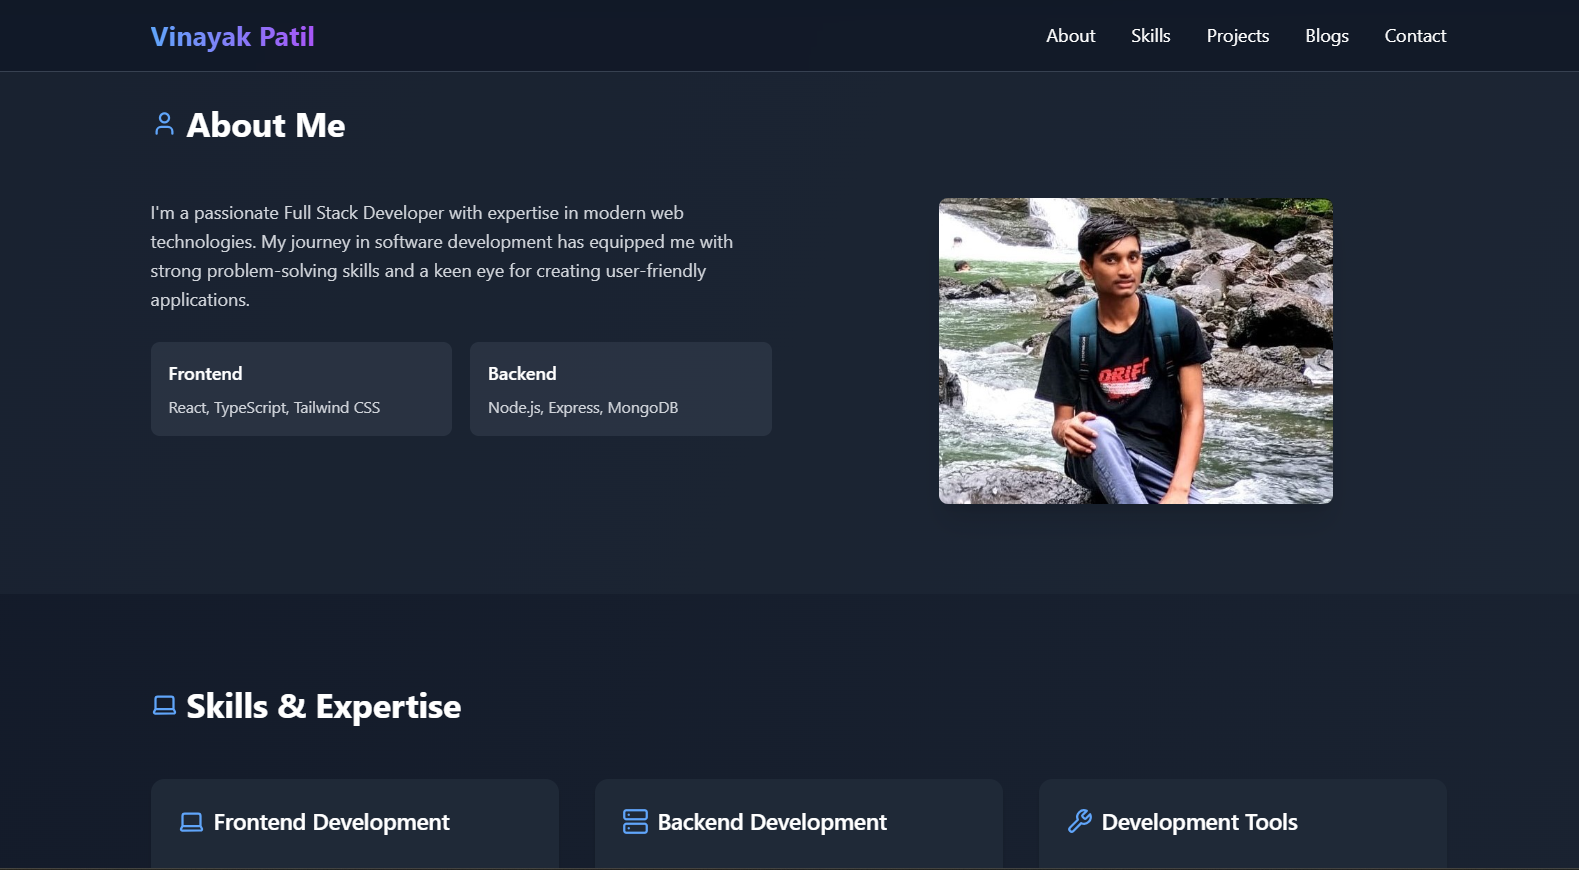 Vinayak Patil
About
Skills
Projects
Blogs
Contact
About Me
I'm a passionate Full Stack Developer with expertise in modern web
technologies. My journey in software development has equipped me with
strong problem-solving skills and a keen eye for creating user-friendly
applications.
Frontend
React, TypeScript, Tailwind CSS
Backend
Node.js, Express, MongoDB
DRIFT
Skills & Expertise
Frontend Development
Backend Development
Development Tools